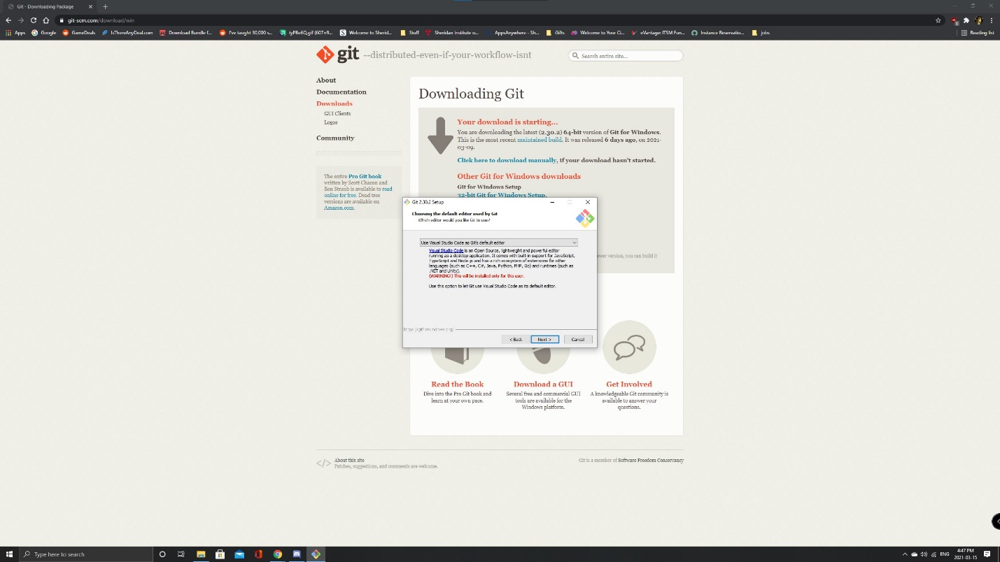 Git - Downloading Package
git-scm.com/download/win
Apps Google GameDeals IsThereAnyDeal.com Download Bundle f... I've taught 30,000 s... tyPBe6Q.gif (607×9... Welcome to Sherid... Stuff Sheridan Institute o... AppsAnywhere - Sh... Gifts Welcome to Your Ci... eVantage: ITSM Fun... Instance Reservatio... jobs Reading list
git --distributed-even-if-your-workflow-isnt
Search entire site...
About
Documentation
Downloads
GUI Clients
Logos
Community
The entire Pro Git book
written by Scott Chacon and
Ben Straub is available to read
online for free. Dead tree
versions are available on
Amazon.com.
Downloading Git
Your download is starting...
You are downloading the latest (2.30.2) 64-bit version of Git for Windows.
This is the most recent maintained build. It was released 6 days ago, on 2021-
03-09.
Click here to download manually, if your download hasn't started.
Other Git for Windows downloads
Git for Windows Setup
32-bit Git for Windows Setup.
ewer version, you can build it
Git 2.30.2 Setup
Choosing the default editor used by Git
Which editor would you like Git to use?
Use Visual Studio Code as Git's default editor
Visual Studio Code is an Open Source, lightweight and powerful editor
running as a desktop application. It comes with built-in support for JavaScript,
TypeScript and Node.js and has a rich ecosystem of extensions for other
languages (such as C++, C#, Java, Python, PHP, Go) and runtimes (such as
.NET and Unity).
(WARNING!) This will be installed only for this user.
Use this option to let Git use Visual Studio Code as its default editor.
https://gitforwindows.org/
< Back Next > Cancel
Read the Book
Dive into the Pro Git book and
learn at your own pace.
Download a GUI
Several free and commercial GUI
tools are available for the
Windows platform.
Get Involved
A knowledgeable Git community is
available to answer your
questions.
</> About this site
Patches, suggestions, and comments are welcome.
Git is a member of Software Freedom Conservancy
Type here to search
ENG
4:47 PM
2021-03-15